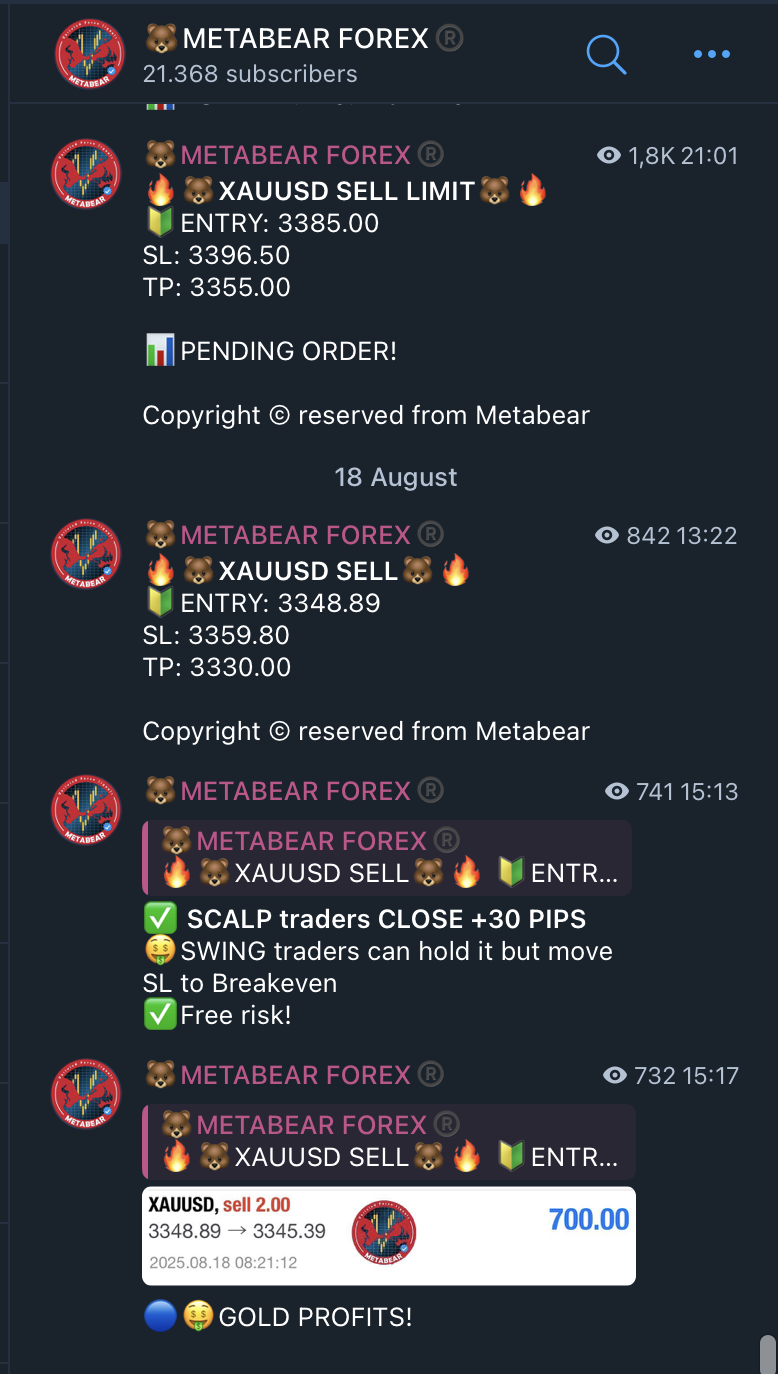 🐻METABEAR FOREX®️
21.368 subscribers
🐻METABEAR FOREX®️
1,8K 21:01
🔥🐻XAUUSD SELL LIMIT🐻🔥
🔰ENTRY: 3385.00
SL: 3396.50
TP: 3355.00
📊PENDING ORDER!
Copyright © reserved from Metabear
18 August
🐻METABEAR FOREX®️
842 13:22
🔥🐻XAUUSD SELL🐻🔥
🔰ENTRY: 3348.89
SL: 3359.80
TP: 3330.00
Copyright © reserved from Metabear
🐻METABEAR FOREX®️
741 15:13
🐻METABEAR FOREX®️
🔥🐻XAUUSD SELL🐻🔥 🔰ENTR...
✅ SCALP traders CLOSE +30 PIPS
🤑SWING traders can hold it but move
SL to Breakeven
✅Free risk!
🐻METABEAR FOREX®️
732 15:17
🐻METABEAR FOREX®️
🔥🐻XAUUSD SELL🐻🔥 🔰ENTR...
XAUUSD, sell 2.00
3348.89 → 3345.39
700.00
2025.08.18 08:21:12
METABEAR
🔵🤑GOLD PROFITS!